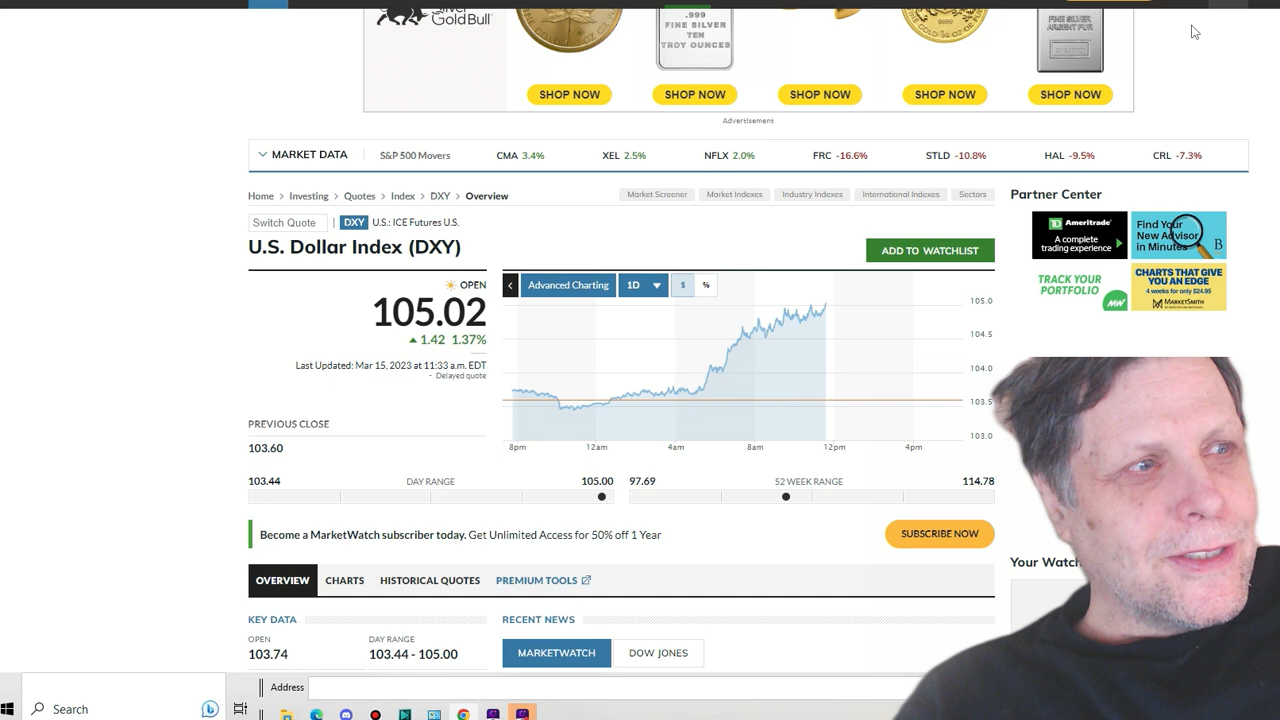 Silver
GoldBull
.999
FINE SILVER
TEN
TROY OUNCES
FINE SILVER
ARGENT PUR
SHOP NOW SHOP NOW SHOP NOW SHOP NOW SHOP NOW
Advertisement
MARKET DATA S&P 500 Movers CMA 3.4% XEL 2.5% NFLX 2.0% FRC -16.6% STLD -10.8% HAL -9.5% CRL -7.3%
Home > Investing > Quotes > Index > DXY > Overview
Market Screener Market Indexes Industry Indexes International Indexes Sectors
Partner Center
Switch Quote | DXY U.S.: ICE Futures U.S.
U.S. Dollar Index (DXY)
ADD TO WATCHLIST
Ameritrade
A complete
trading experience
Find Your
New Advisor
in Minutes
B
TRACK YOUR
PORTFOLIO
MW
CHARTS THAT GIVE
YOU AN EDGE
4 weeks for only $24.95
MarketSmith
OPEN
105.02
1.42 1.37%
Last Updated: Mar 15, 2023 at 11:33 a.m. EDT
- Delayed quote
PREVIOUS CLOSE
103.60
Advanced Charting 1D $ %
105.0
104.5
104.0
103.5
103.0
8pm 12am 4am 8am 12pm 4pm
103.44 DAY RANGE 105.00
97.69 52 WEEK RANGE 114.78
Become a MarketWatch subscriber today. Get Unlimited Access for 50% off 1 Year
SUBSCRIBE NOW
Your Watch
OVERVIEW CHARTS HISTORICAL QUOTES PREMIUM TOOLS
KEY DATA
OPEN
103.74
DAY RANGE
103.44 - 105.00
RECENT NEWS
MARKETWATCH DOW JONES
Address
Search